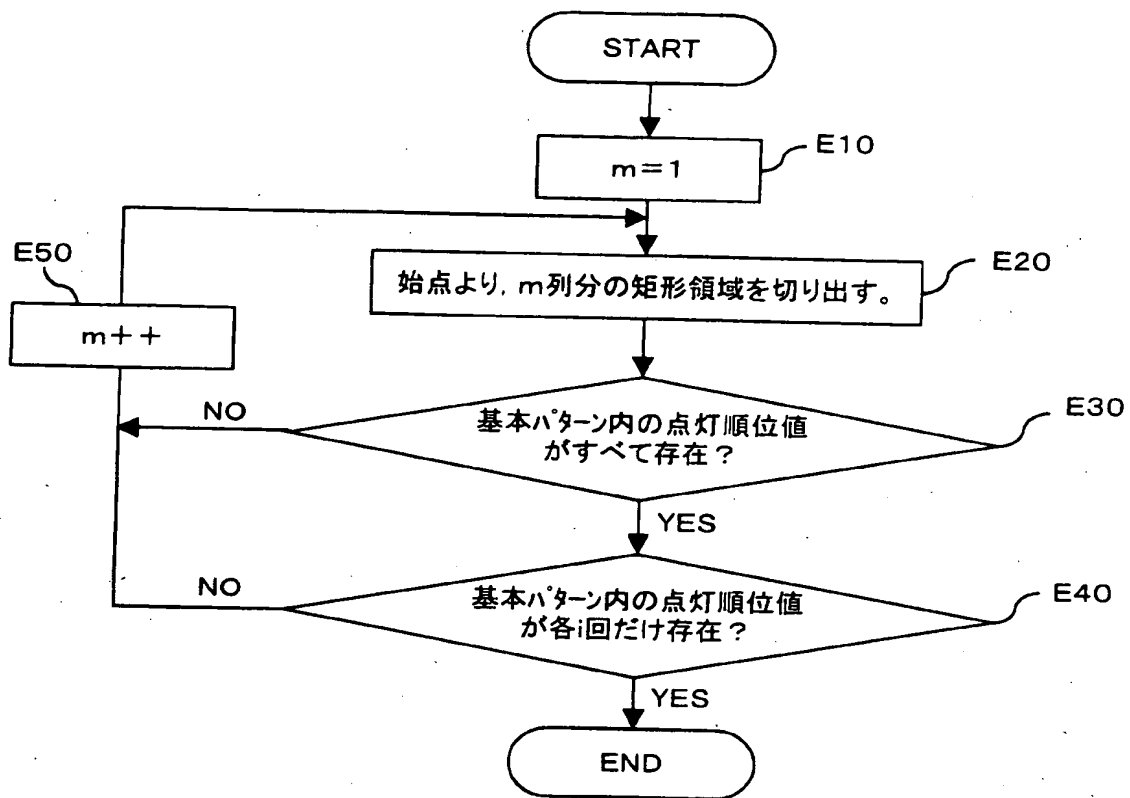 START
E10
m=1
E50
E20
始点より, m列分の矩形領域を切り出す。
m++
NO
E30
基本パターン内の点灯順位値
がすべて存在?
YES
NO
E40
基本パターン内の点灯順位値
が各i回だけ存在?
YES
END